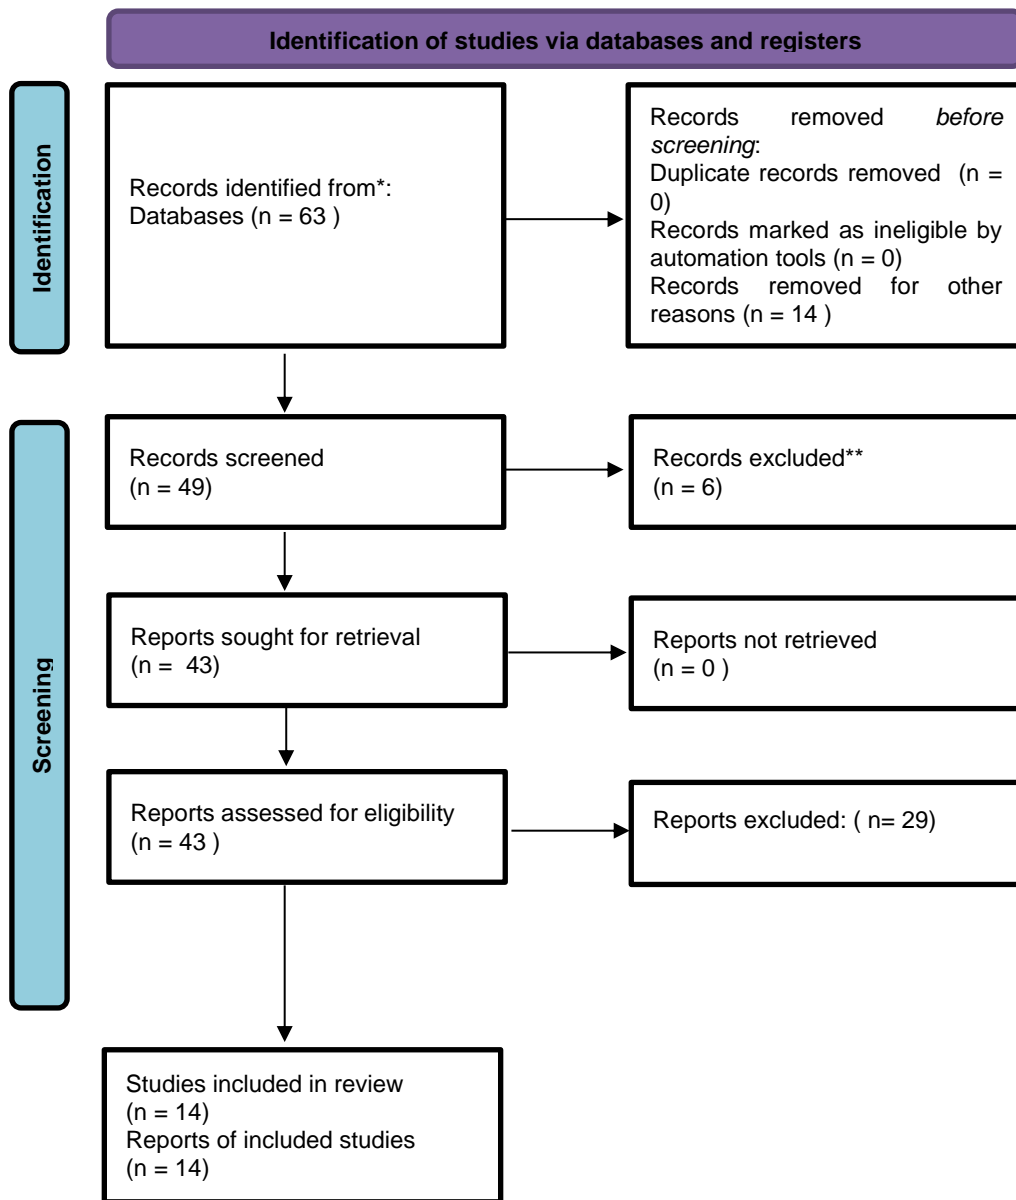 Identification of studies via databases and registers
Identification
Records identified from*:
Databases (n = 63 )
Records removed before
screening:
Duplicate records removed (n =
0)
Records marked as ineligible by
automation tools (n = 0)
Records removed for other
reasons (n = 14 )
Screening
Records screened
(n = 49)
Records excluded**
(n = 6)
Reports sought for retrieval
(n = 43)
Reports not retrieved
(n = 0 )
Reports assessed for eligibility
(n = 43 )
Reports excluded: ( n= 29)
Studies included in review
(n = 14)
Reports of included studies
(n = 14)